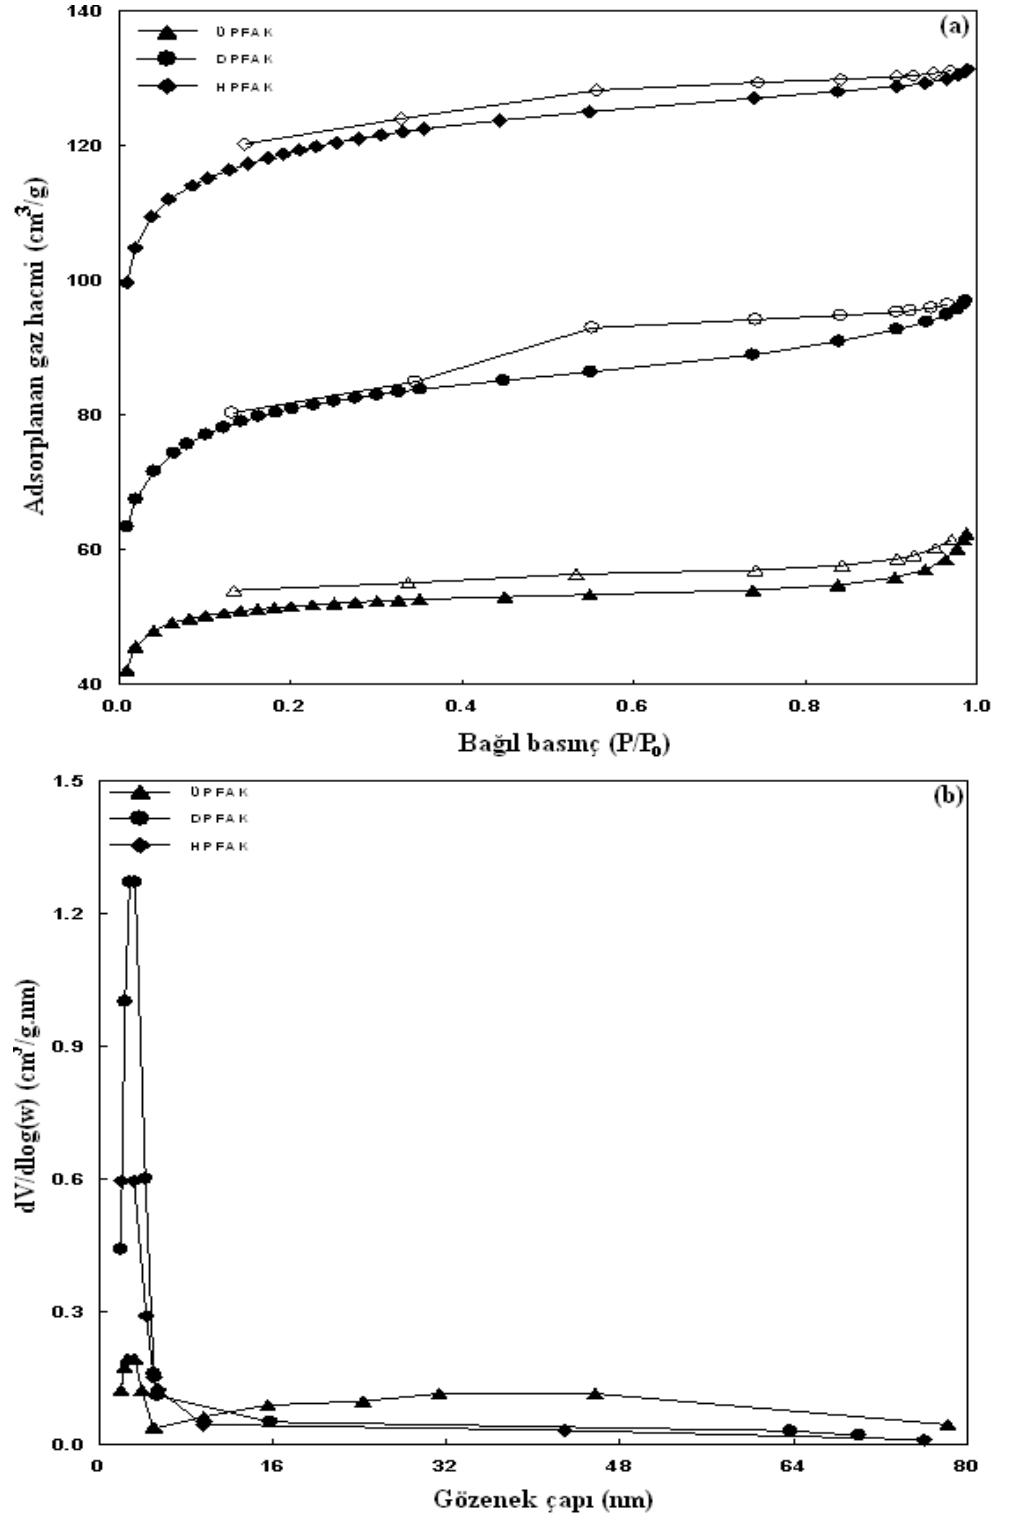 140
(a)
ÜPFAK
DPFAK
HPFAK
120
100
80
60
40
Adsorplanan gaz hacmi (cm³/g)
0.0 0.2 0.4 0.6 0.8 1.0
Bağıl basınç (P/P₀)
1.5
(b)
ÜPFAK
DPFAK
HPFAK
1.2
0.9
0.6
0.3
0.0
dV/dlog(w) (cm³/g.nm)
0 16 32 48 64 80
Gözenek çapı (nm)